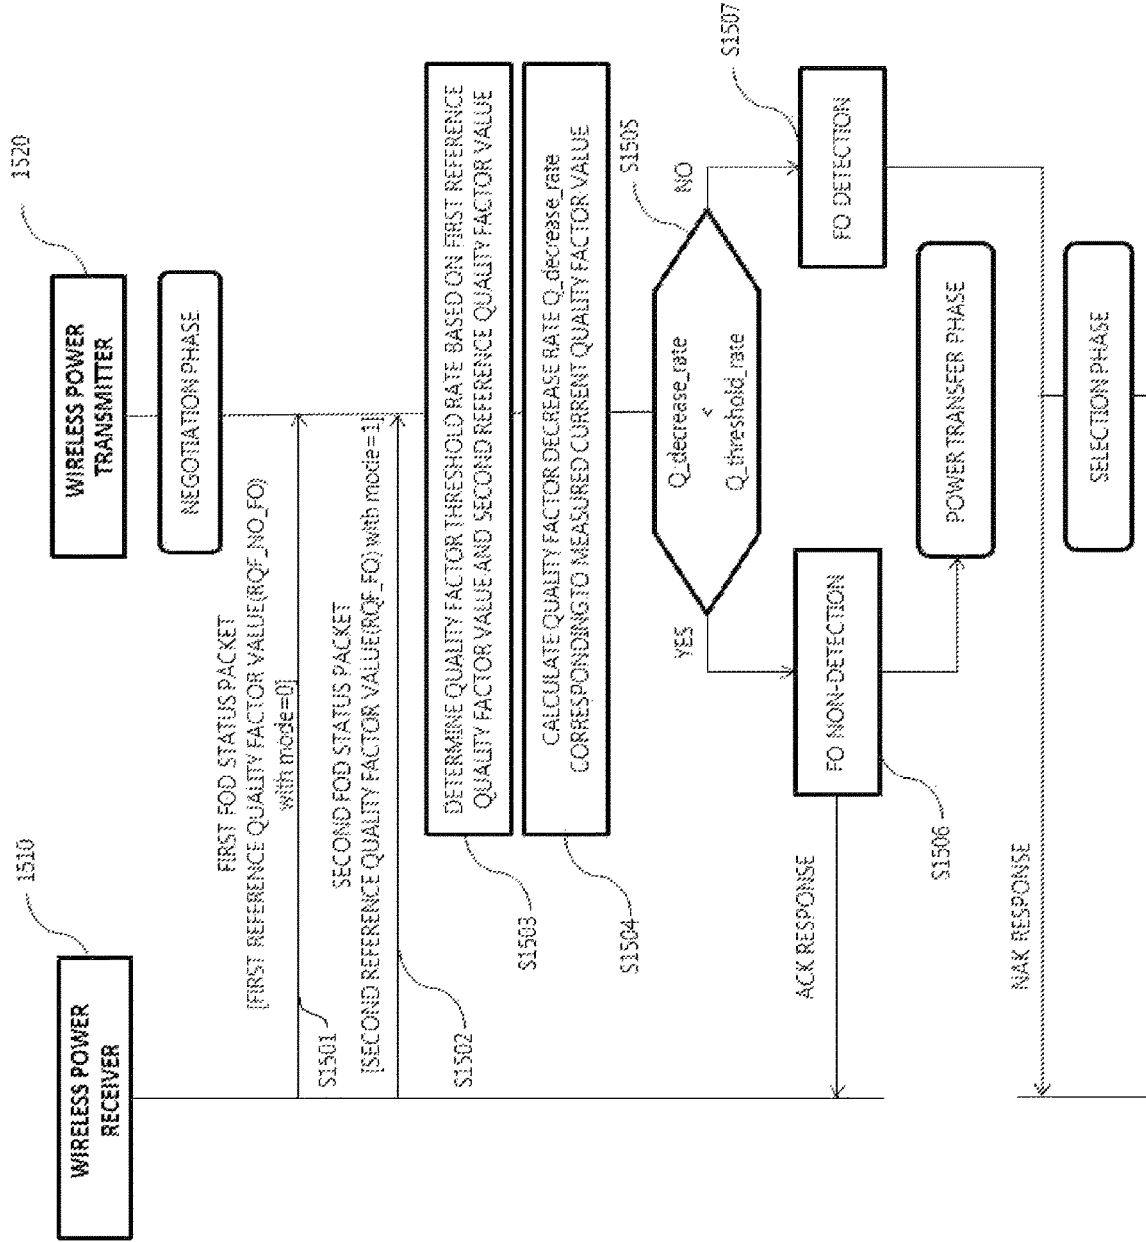 WIRELESS POWER
RECEIVER
1510
WIRELESS POWER
TRANSMITTER
1520
NEGOTIATION PHASE
FIRST FOD STATUS PACKET
[FIRST REFERENCE QUALITY FACTOR VALUE(RQF_NO_FO)
with mode=0]
S1501
SECOND FOD STATUS PACKET
[SECOND REFERENCE QUALITY FACTOR VALUE(RQF_FO) with mode=1]
S1502
DETERMINE QUALITY FACTOR THRESHOLD RATE BASED ON FIRST REFERENCE
QUALITY FACTOR VALUE AND SECOND REFERENCE QUALITY FACTOR VALUE
S1503
CALCULATE QUALITY FACTOR DECREASE RATE Q_decrease_rate
CORRESPONDING TO MEASURED CURRENT QUALITY FACTOR VALUE
S1504
Q_decrease_rate
<
Q_threshold_rate
S1505
YES
NO
FO NON-DETECTION
S1506
FO DETECTION
S1507
ACK RESPONSE
POWER TRANSFER PHASE
NAK RESPONSE
SELECTION PHASE